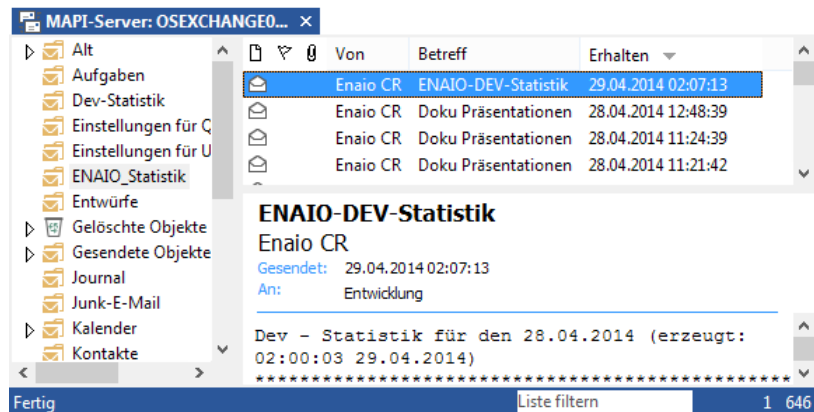 MAPI-Server: OSEXCHANGE0... ×
Alt
Aufgaben
Dev-Statistik
Einstellungen für Q
Einstellungen für U
ENAIO_Statistik
Entwürfe
Gelöschte Objekte
Gesendete Objekte
Journal
Junk-E-Mail
Kalender
Kontakte
Von Betreff Erhalten
Enaio CR ENAIO-DEV-Statistik 29.04.2014 02:07:13
Enaio CR Doku Präsentationen 28.04.2014 12:48:39
Enaio CR Doku Präsentationen 28.04.2014 11:24:39
Enaio CR Doku Präsentationen 28.04.2014 11:21:42
ENAIO-DEV-Statistik
Enaio CR
Gesendet: 29.04.2014 02:07:13
An: Entwicklung
Dev - Statistik für den 28.04.2014 (erzeugt:
02:00:03 29.04.2014)
************************************************
Fertig Liste filtern 1 646